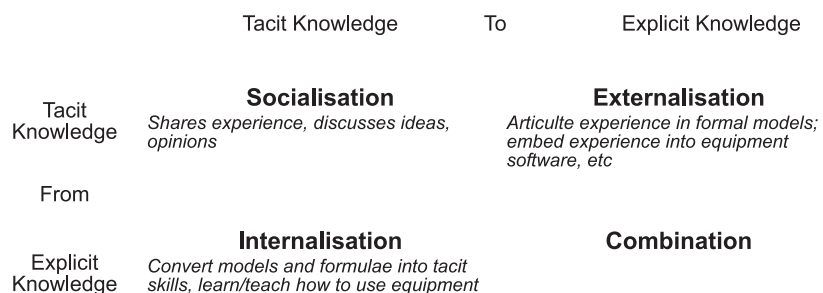 Tacit Knowledge To Explicit Knowledge
Tacit
Knowledge
Socialisation
Shares experience, discusses ideas,
opinions
Externalisation
Articulte experience in formal models;
embed experience into equipment
software, etc
From
Explicit
Knowledge
Internalisation
Convert models and formulae into tacit
skills, learn/teach how to use equipment
Combination